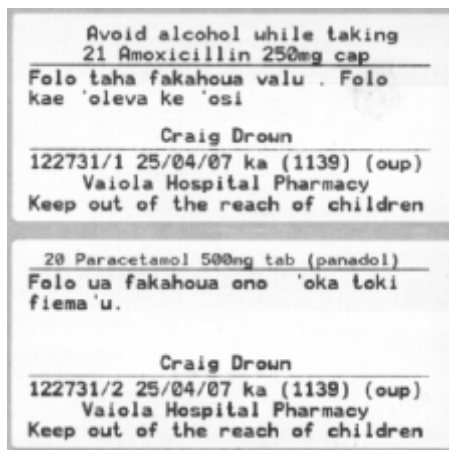 Avoid alcohol while taking
21 Amoxicillin 250mg cap
Folo taha fakahoua valu . Folo
kae 'oleva ke 'osi
Craig Drown
122731/1 25/04/07 ka (1139) (oup)
Vaiola Hospital Pharmacy
Keep out of the reach of children
20 Paracetamol 500mg tab (panadol)
Folo ua fakahoua ono 'oka toki
fiema'u.
Craig Drown
122731/2 25/04/07 ka (1139) (oup)
Vaiola Hospital Pharmacy
Keep out of the reach of children